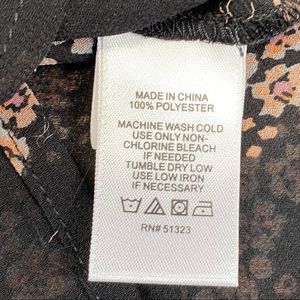 MADE IN CHINA
100% POLYESTER
MACHINE WASH COLD
USE ONLY NON-
CHLORINE BLEACH
IF NEEDED
TUMBLE DRY LOW
USE LOW IRON
IF NECESSARY
RN# 51323